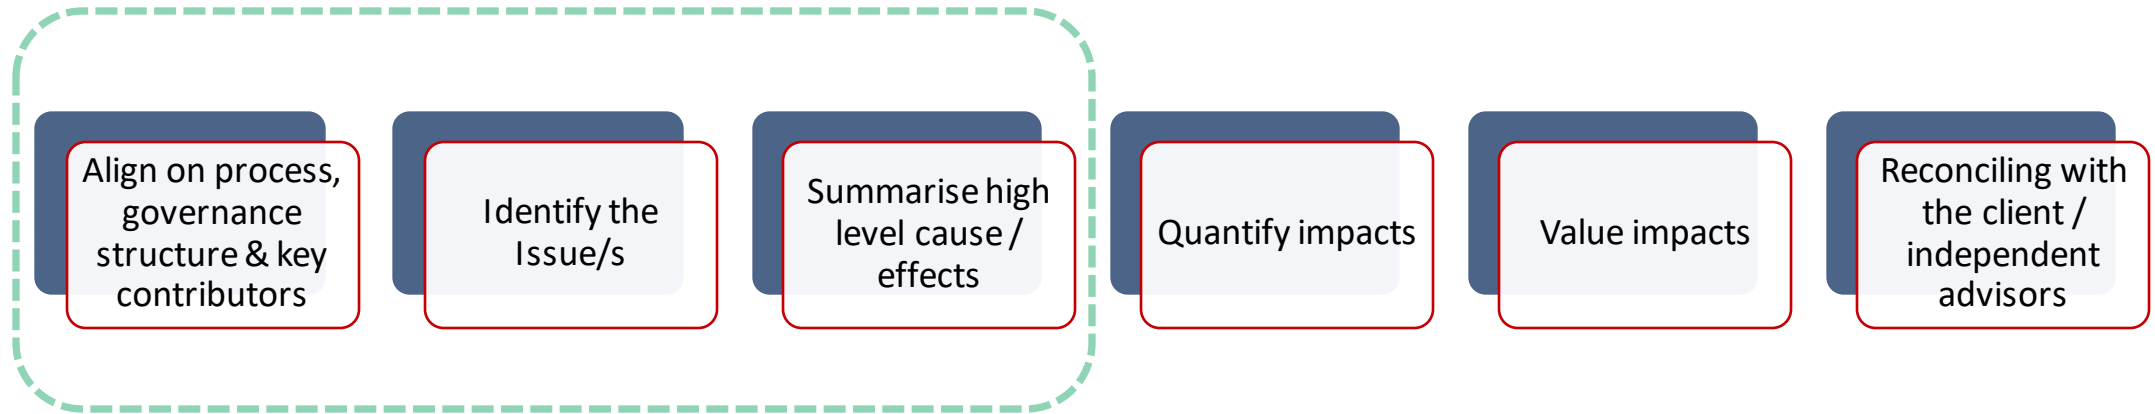 Align on process,
governance
structure & key
contributors
Identify the
Issue/s
Summarise high
level cause /
effects
Quantify impacts
Value impacts
Reconciling with
the client /
independent
advisors